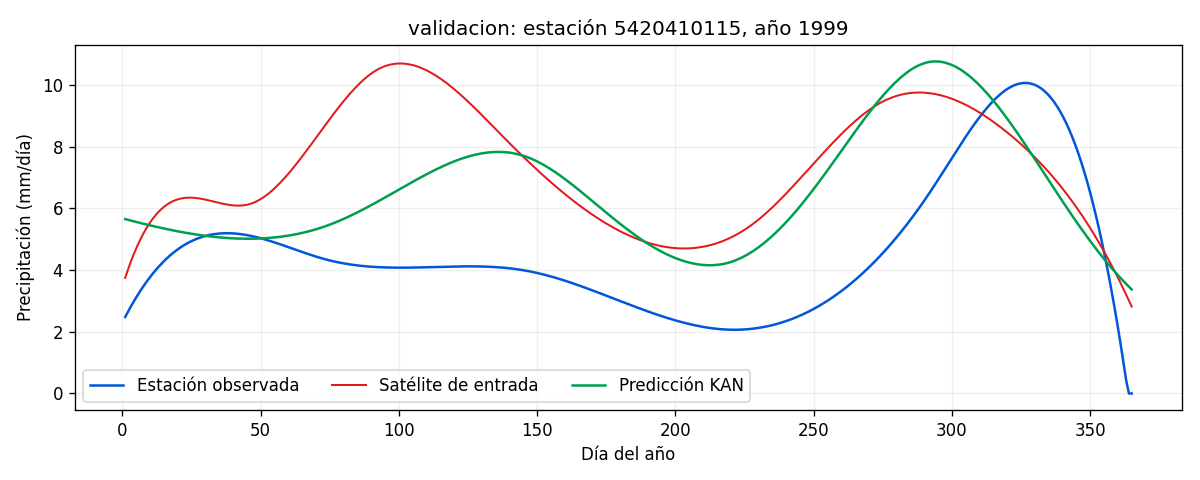 validacion: estación 5420410115, año 1999
Precipitación (mm/día)
10
8
6
4
2
0
Estación observada
Satélite de entrada
Predicción KAN
0 50 100 150 200 250 300 350
Día del año